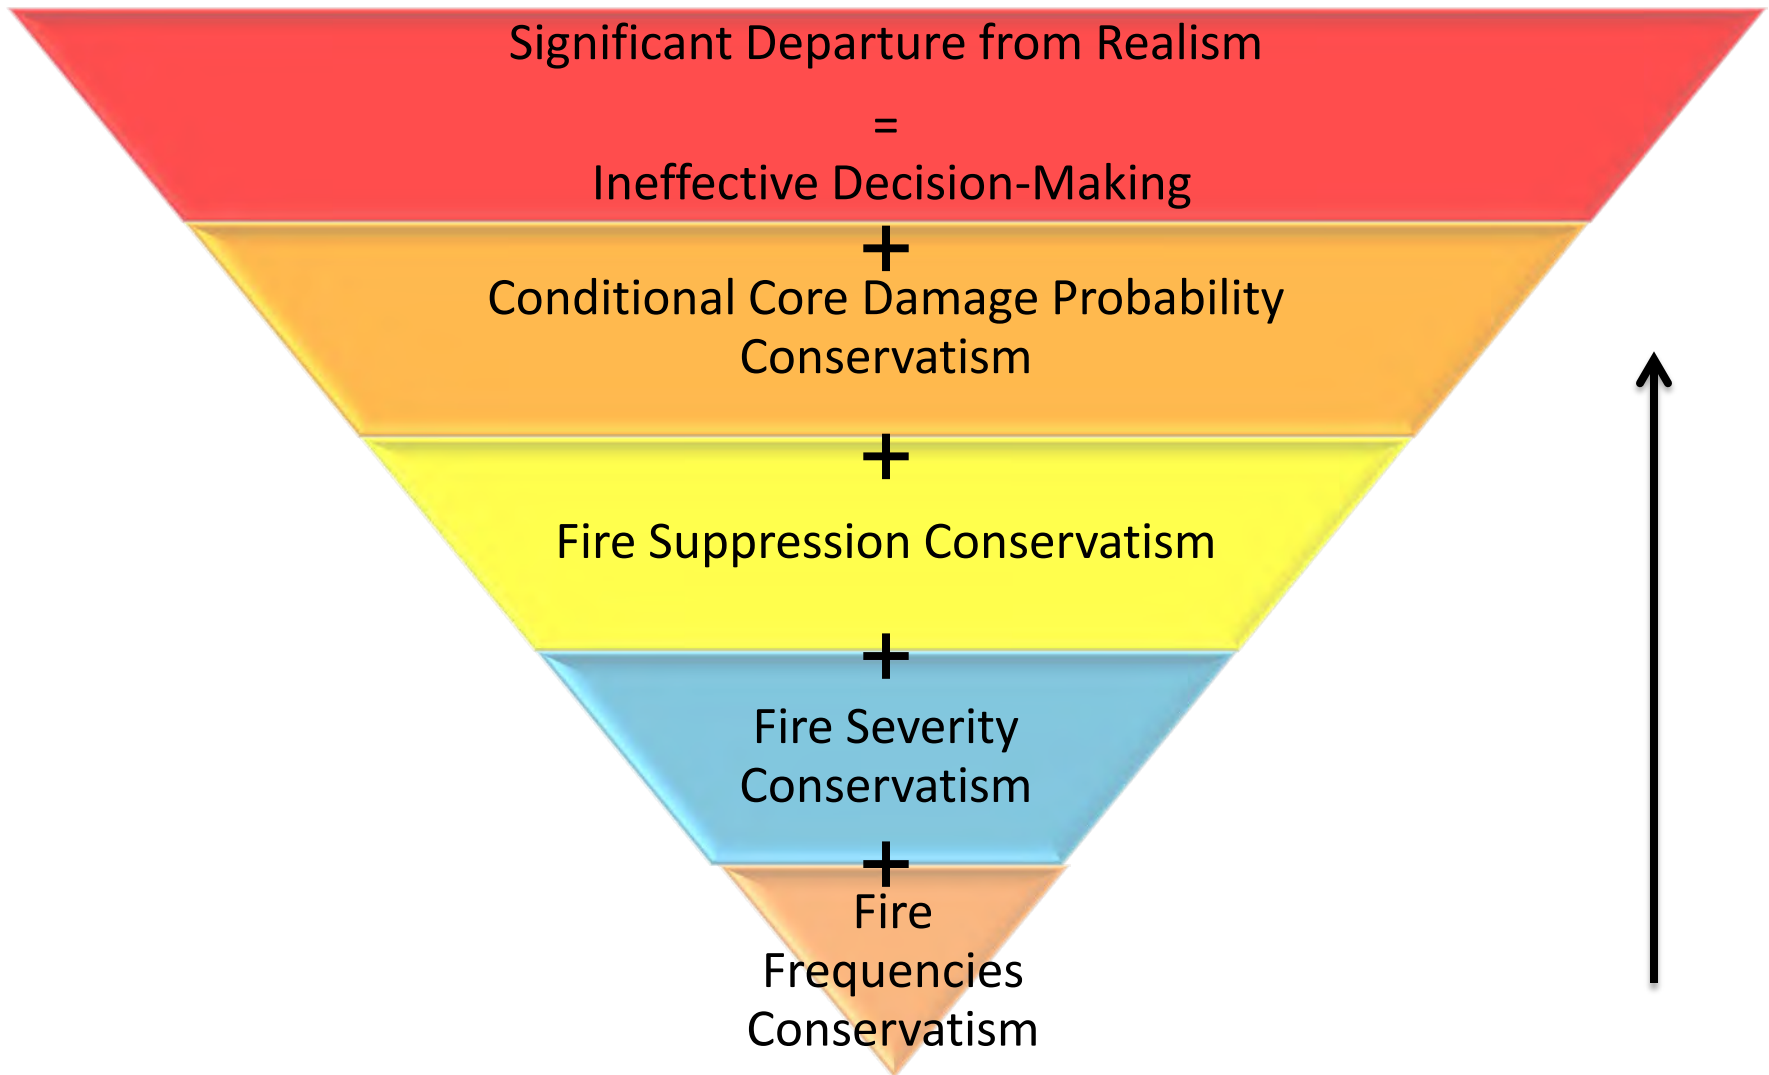 Significant Departure from Realism
=
Ineffective Decision-Making
+
Conditional Core Damage Probability
Conservatism
+
Fire Suppression Conservatism
+
Fire Severity
Conservatism
+
Fire
Frequencies
Conservatism